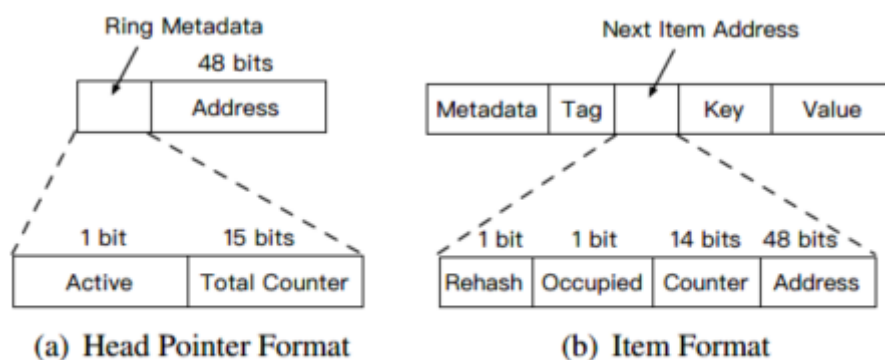 Ring Metadata
48 bits
Address
1 bit
15 bits
Active
Total Counter
(a) Head Pointer Format
Next Item Address
Metadata
Tag
Key
Value
1 bit
1 bit
14 bits
48 bits
Rehash
Occupied
Counter
Address
(b) Item Format